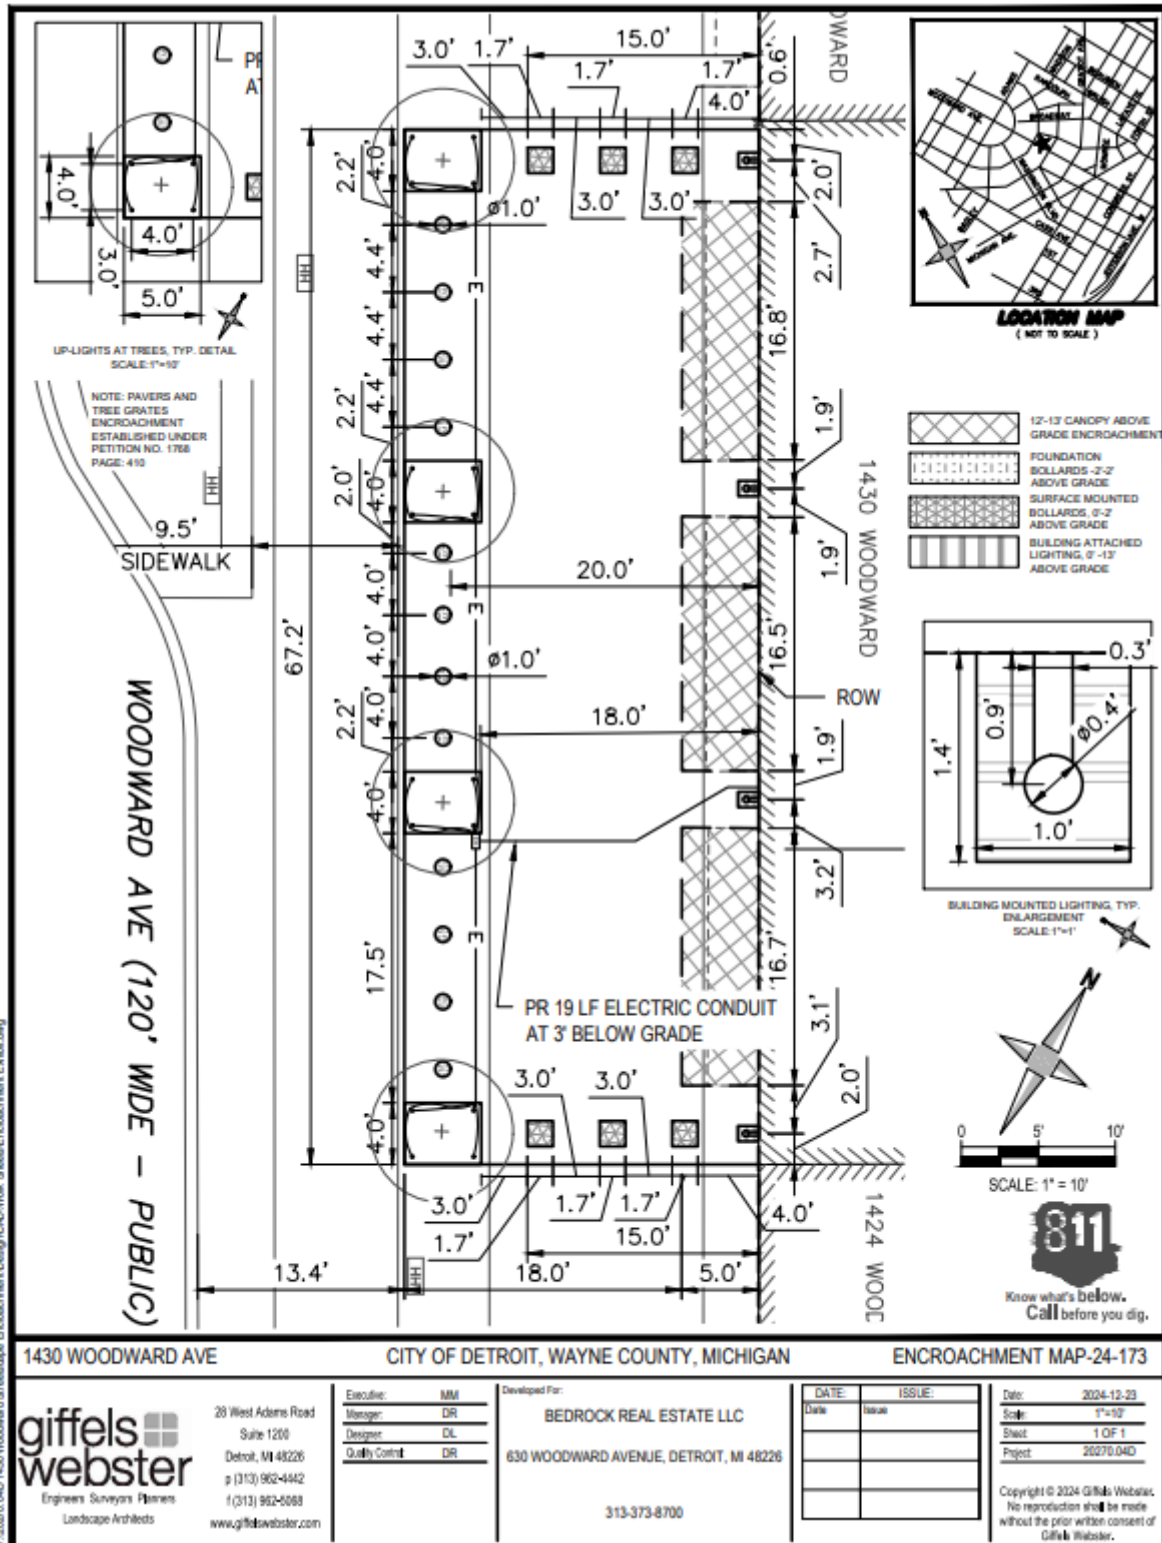 3.0'
1.7'
15.0'
1.7'
1.7'
4.0'
0.6'
4.0'
4.0'
3.0'
5.0'
UP-LIGHTS AT TREES, TYP. DETAIL
SCALE:1"=10'
NOTE: PAVERS AND
TREE GRATES
ENCROACHMENT
ESTABLISHED UNDER
PETITION NO. 1768
PAGE: 410
HH
9.5'
SIDEWALK
HH
67.2'
2.2'
4.0'
ø1.0'
3.0'
3.0'
2.0'
2.7'
4.4'
4.4'
4.4'
E
16.8'
2.2'
1.9'
2.0'
4.0'
1.9'
4.0'
20.0'
E
4.0'
ø1.0'
16.5'
4.0'
2.2'
ROW
18.0'
1.9'
4.0'
3.2'
E
17.5'
16.7'
PR 19 LF ELECTRIC CONDUIT
AT 3' BELOW GRADE
3.1'
3.0'
3.0'
2.0'
4.0'
3.0'
1.7'
1.7'
1.7'
4.0'
15.0'
13.4'
HH
18.0'
5.0'
WOODWARD AVE (120' WIDE – PUBLIC)
1430 WOODWARD
1424 WOOD
LOCATION MAP
( NOT TO SCALE )
12'-13' CANOPY ABOVE
GRADE ENCROACHMENT
FOUNDATION
BOLLARDS -2'-2'
ABOVE GRADE
SURFACE MOUNTED
BOLLARDS, 0'-2'
ABOVE GRADE
BUILDING ATTACHED
LIGHTING, 0' -13'
ABOVE GRADE
0.3'
0.9'
ø0.4'
1.4'
1.0'
BUILDING MOUNTED LIGHTING, TYP.
ENLARGEMENT
SCALE:1"=1'
N
0 5' 10'
SCALE: 1" = 10'
811
Know what's below.
Call before you dig.
1430 WOODWARD AVE
CITY OF DETROIT, WAYNE COUNTY, MICHIGAN
ENCROACHMENT MAP-24-173
giffels
webster
Engineers Surveyors Planners
Landscape Architects
28 West Adams Road
Suite 1200
Detroit, MI 48226
p (313) 962-4442
f (313) 962-5068
www.giffelswebster.com
Executive: MM
Manager: DR
Designer: DL
Quality Control: DR
Developed For:
BEDROCK REAL ESTATE LLC
630 WOODWARD AVENUE, DETROIT, MI 48226
313-373-8700
DATE: ISSUE:
Date Issue
Date: 2024-12-23
Scale: 1"=10'
Sheet: 1 OF 1
Project: 20270.04D
Copyright © 2024 Giffels Webster.
No reproduction shall be made
without the prior written consent of
Giffels Webster.